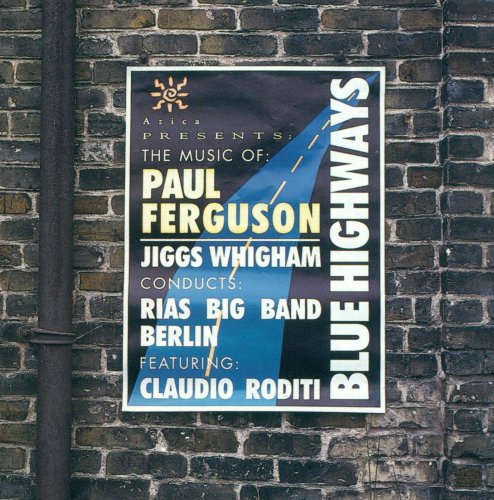 Azica
PRESENTS:
THE MUSIC OF:
PAUL
FERGUSON
JIGGS WHIGHAM
CONDUCTS:
RIAS BIG BAND
BERLIN
FEATURING:
CLAUDIO RODITI
BLUE HIGHWAYS